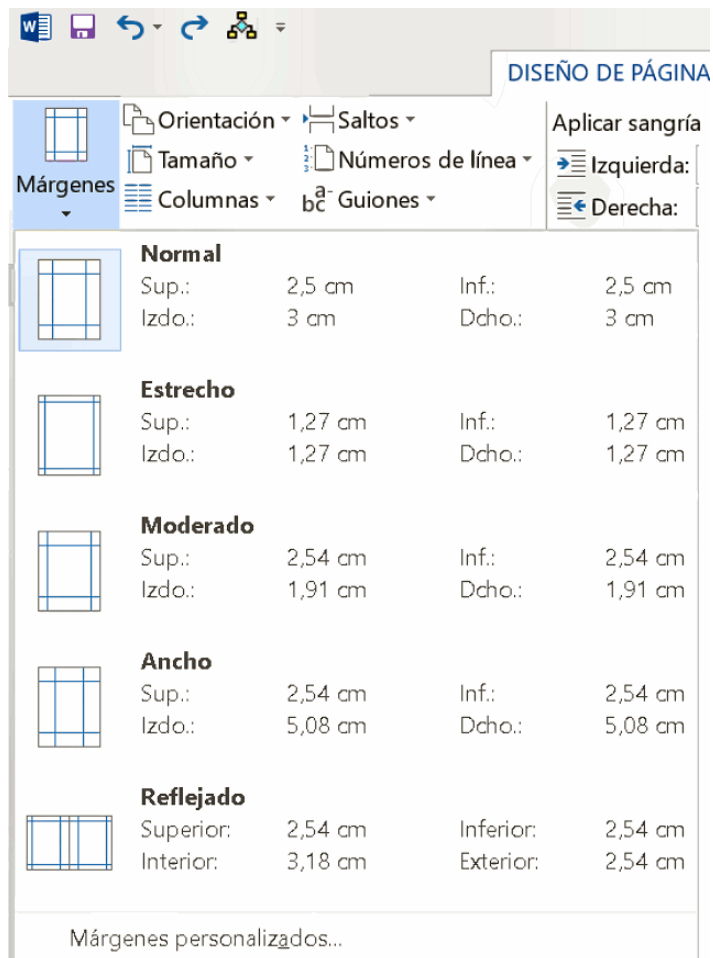 DISEÑO DE PÁGINA
Orientación Saltos Aplicar sangría
Tamaño Números de línea Izquierda:
Márgenes Columnas Guiones Derecha:
Normal
Sup.: 2,5 cm Inf.: 2,5 cm
Izdo.: 3 cm Dcho.: 3 cm
Estrecho
Sup.: 1,27 cm Inf.: 1,27 cm
Izdo.: 1,27 cm Dcho.: 1,27 cm
Moderado
Sup.: 2,54 cm Inf.: 2,54 cm
Izdo.: 1,91 cm Dcho.: 1,91 cm
Ancho
Sup.: 2,54 cm Inf.: 2,54 cm
Izdo.: 5,08 cm Dcho.: 5,08 cm
Reflejado
Superior: 2,54 cm Inferior: 2,54 cm
Interior: 3,18 cm Exterior: 2,54 cm
Márgenes personalizados...